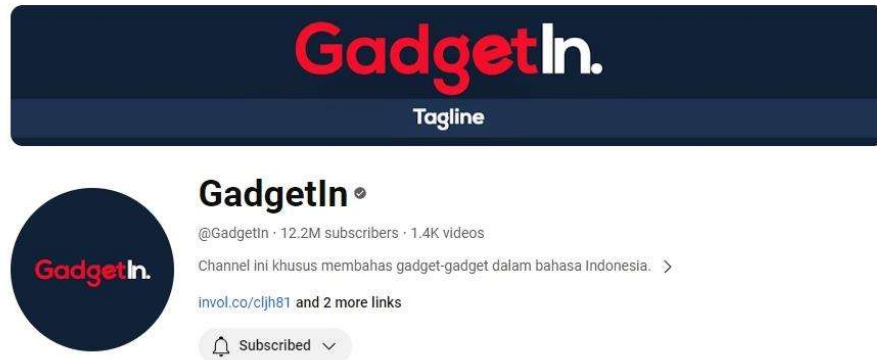 GadgetIn.
Tagline
GadgetIn
@GadgetIn · 12.2M subscribers · 1.4K videos
GadgetIn.
Channel ini khusus membahas gadget-gadget dalam bahasa Indonesia.
invol.co/cljh81 and 2 more links
Subscribed